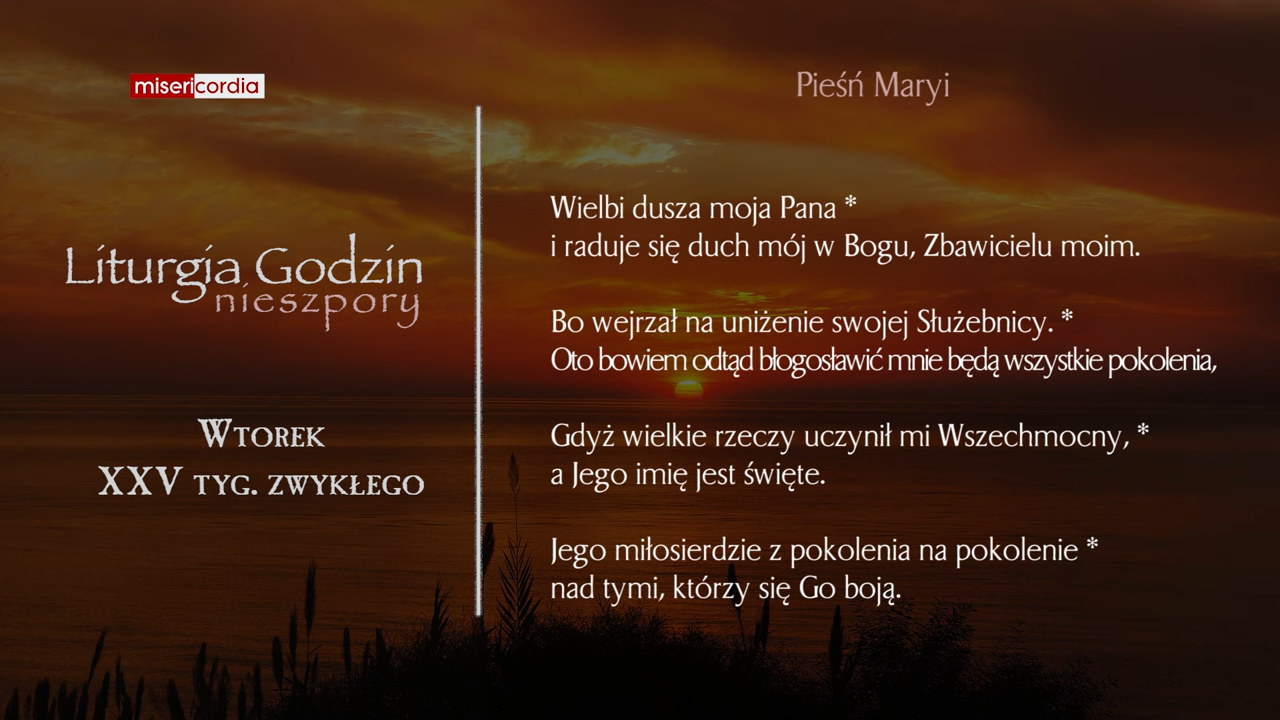 misericordia
Liturgia Godzin
nieszpory
Wtorek
XXV tyg. zwykłego
Pieśń Maryi
Wielbi dusza moja Pana *
i raduje się duch mój w Bogu, Zbawicielu moim.
Bo wejrzał na uniżenie swojej Służebnicy. *
Oto bowiem odtąd błogosławić mnie będą wszystkie pokolenia,
Gdyż wielkie rzeczy uczynił mi Wszechmocny, *
a Jego imię jest święte.
Jego miłosierdzie z pokolenia na pokolenie *
nad tymi, którzy się Go boją.